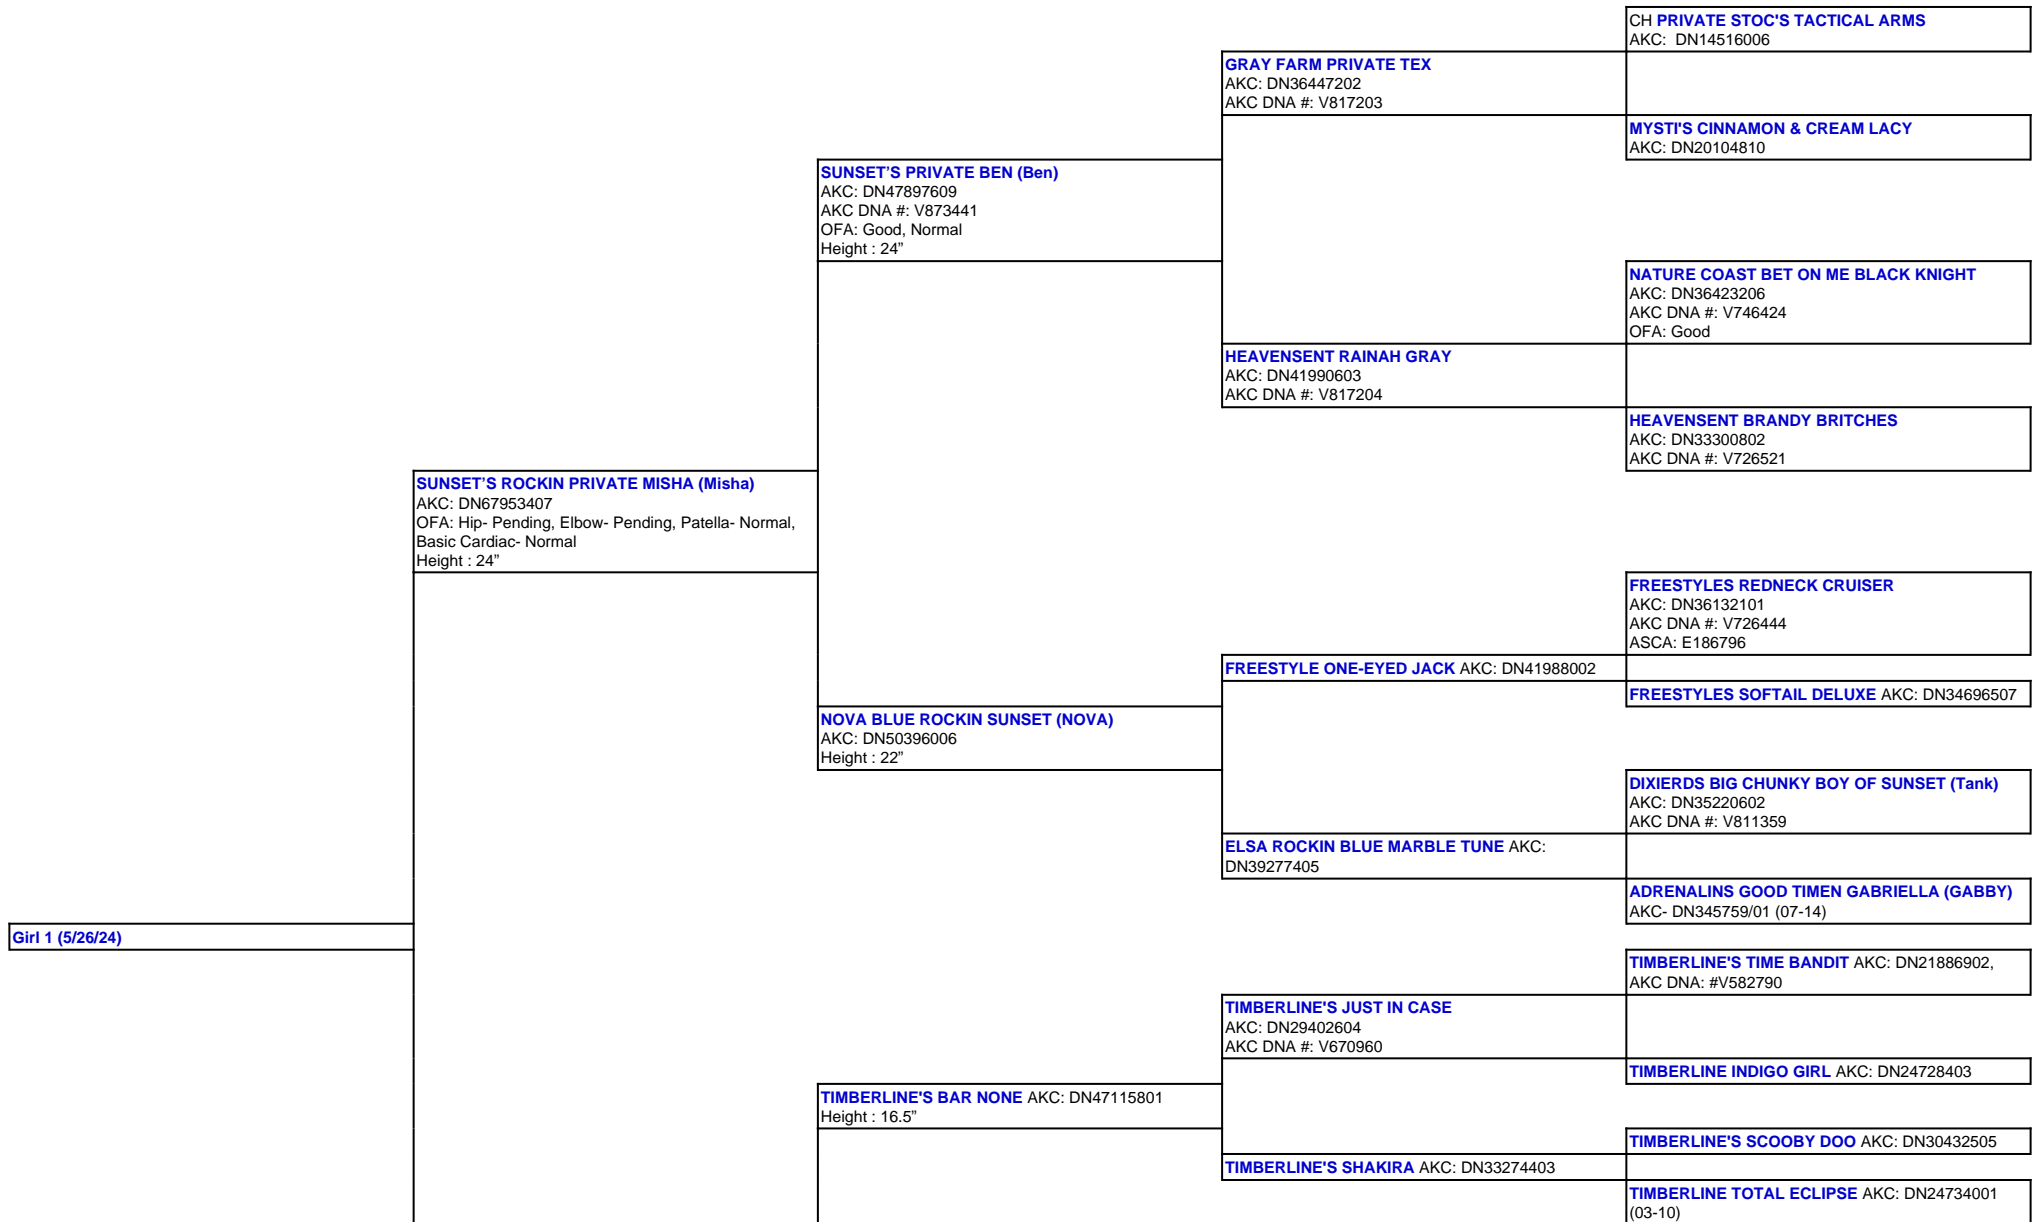 CH PRIVATE STOC'S TACTICAL ARMS
AKC:  DN14516006
GRAY FARM PRIVATE TEX
AKC: DN36447202
AKC DNA #: V817203
MYSTI'S CINNAMON & CREAM LACY
AKC: DN20104810
SUNSET’S PRIVATE BEN (Ben)
AKC: DN47897609
AKC DNA #: V873441
OFA: Good, Normal
Height : 24”
NATURE COAST BET ON ME BLACK KNIGHT
AKC: DN36423206
AKC DNA #: V746424
OFA: Good
HEAVENSENT RAINAH GRAY
AKC: DN41990603
AKC DNA #: V817204
HEAVENSENT BRANDY BRITCHES
AKC: DN33300802
AKC DNA #: V726521
SUNSET’S ROCKIN PRIVATE MISHA (Misha)
AKC: DN67953407
OFA: Hip- Pending, Elbow- Pending, Patella- Normal,
Basic Cardiac- Normal
Height : 24”
FREESTYLES REDNECK CRUISER
AKC: DN36132101
AKC DNA #: V726444
ASCA: E186796
FREESTYLE ONE-EYED JACK AKC: DN41988002
FREESTYLES SOFTAIL DELUXE AKC: DN34696507
NOVA BLUE ROCKIN SUNSET (NOVA)
AKC: DN50396006
Height : 22”
DIXIERDS BIG CHUNKY BOY OF SUNSET (Tank)
AKC: DN35220602
AKC DNA #: V811359
ELSA ROCKIN BLUE MARBLE TUNE AKC:
DN39277405
ADRENALINS GOOD TIMEN GABRIELLA (GABBY)
AKC- DN345759/01 (07-14)
Girl 1 (5/26/24)
TIMBERLINE'S TIME BANDIT AKC: DN21886902,
AKC DNA: #V582790
TIMBERLINE'S JUST IN CASE
AKC: DN29402604
AKC DNA #: V670960
TIMBERLINE INDIGO GIRL AKC: DN24728403
TIMBERLINE'S BAR NONE AKC: DN47115801
Height : 16.5”
TIMBERLINE'S SCOOBY DOO AKC: DN30432505
TIMBERLINE'S SHAKIRA AKC: DN33274403
TIMBERLINE TOTAL ECLIPSE AKC: DN24734001
(03-10)